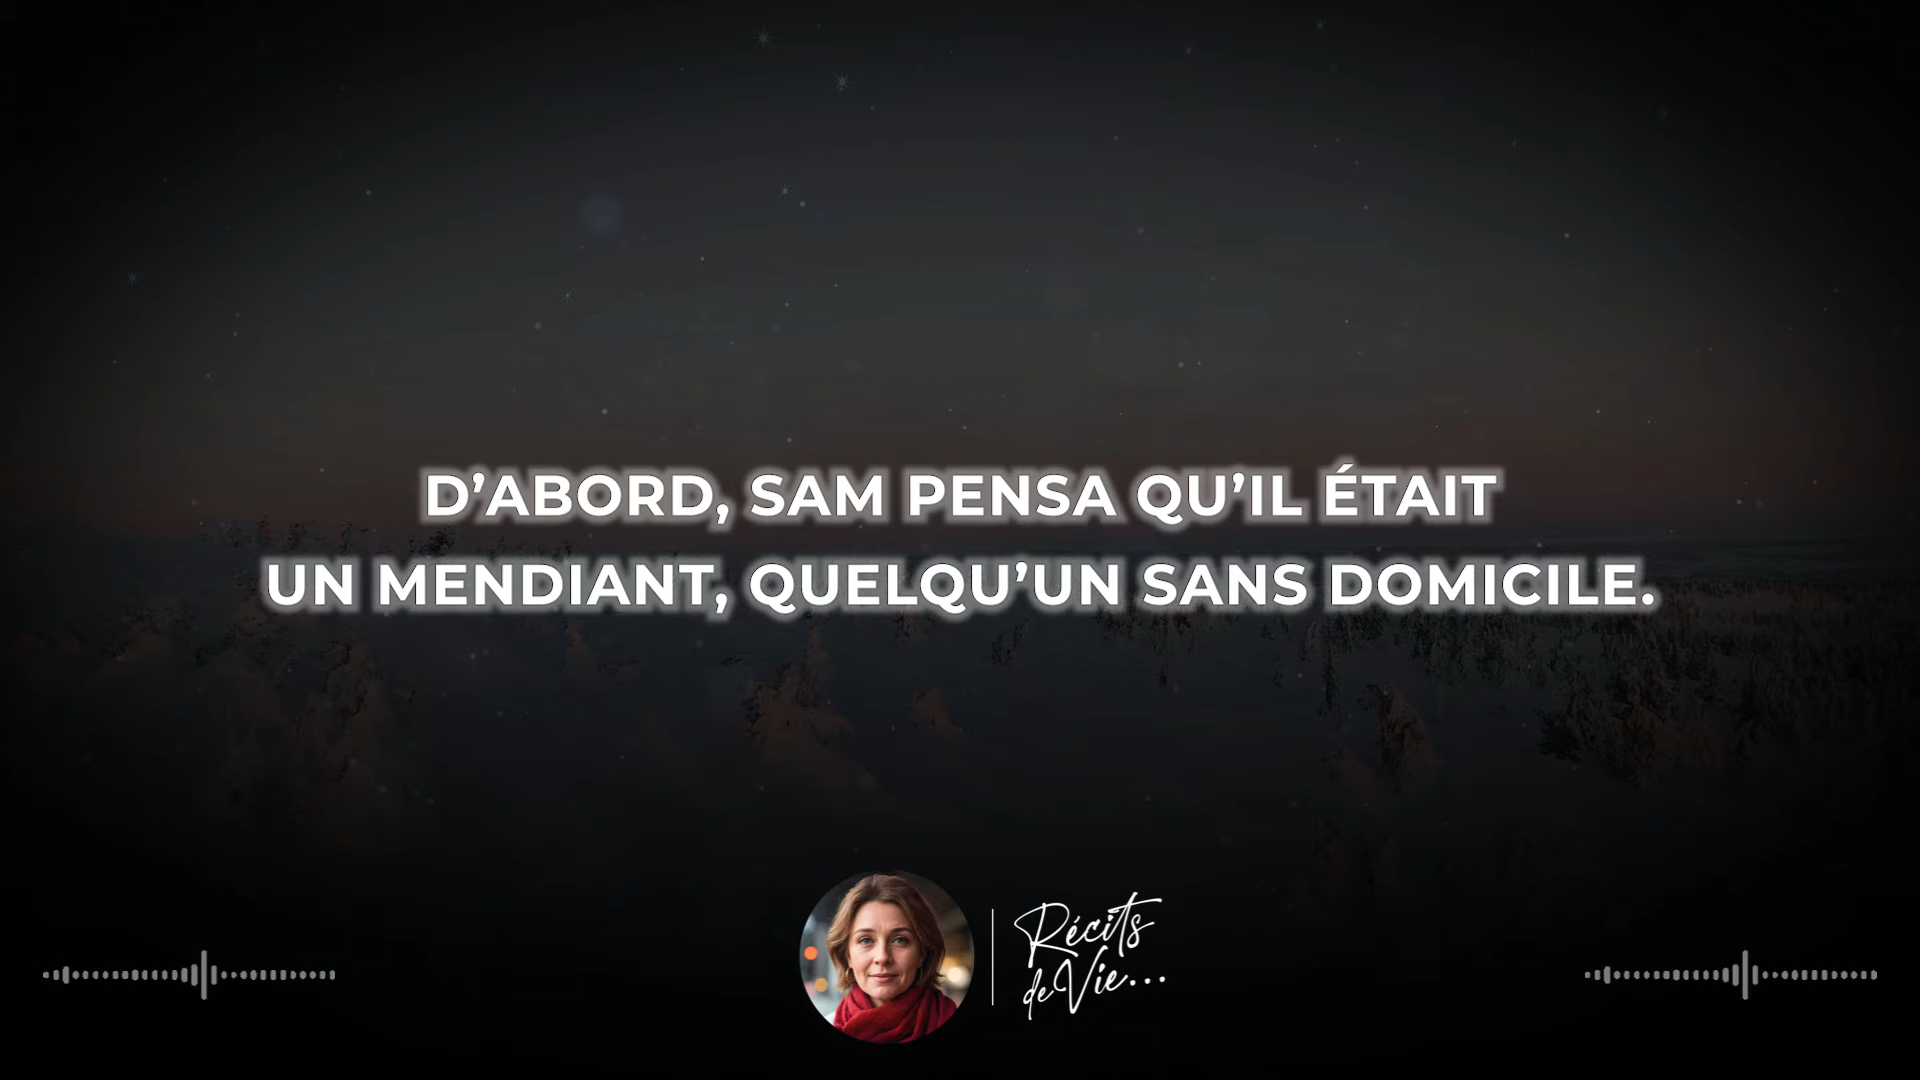 D’ABORD, SAM PENSA QU’IL ÉTAIT
UN MENDIANT, QUELQU’UN SANS DOMICILE.
Récits
de Vie...